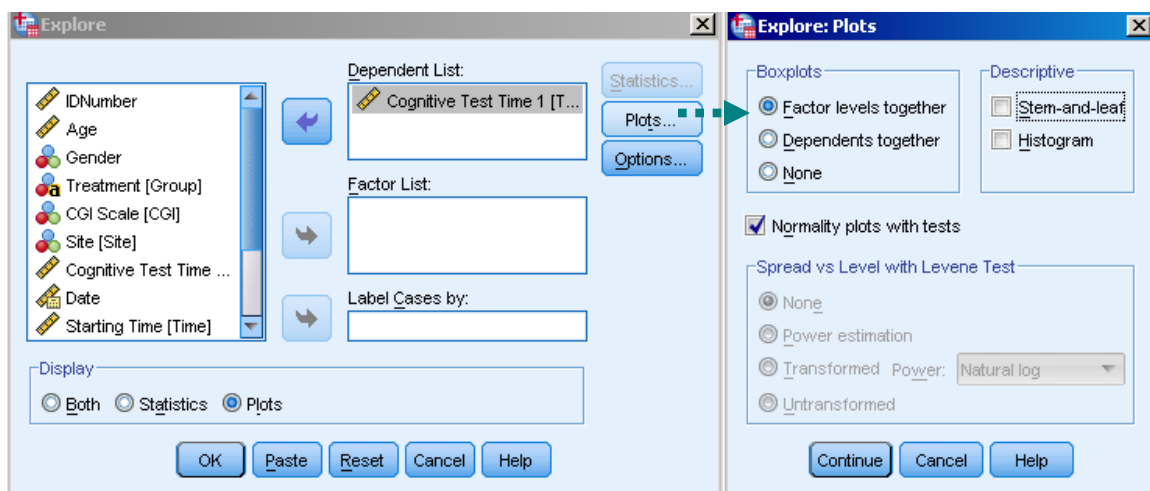 Explore
Dependent List:
IDNumber
Age
Gender
Treatment [Group]
CGI Scale [CGI]
Site [Site]
Cognitive Test Time ...
Date
Starting Time [Time]
Cognitive Test Time 1 [T...
Factor List:
Label Cases by:
Statistics...
Plots...
Options...
Display
Both Statistics Plots
OK Paste Reset Cancel Help
Explore: Plots
Boxplots
Factor levels together
Dependents together
None
Descriptive
Stem-and-leaf
Histogram
Normality plots with tests
Spread vs Level with Levene Test
None
Power estimation
Transformed Power: Natural log
Untransformed
Continue Cancel Help